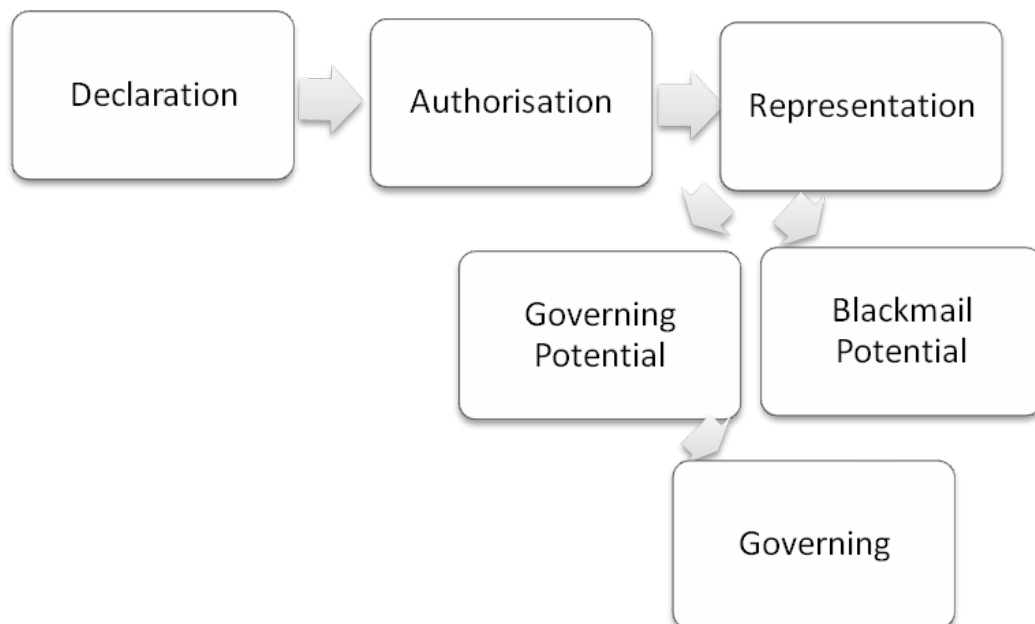 Declaration
Authorisation
Representation
Governing
Potential
Blackmail
Potential
Governing